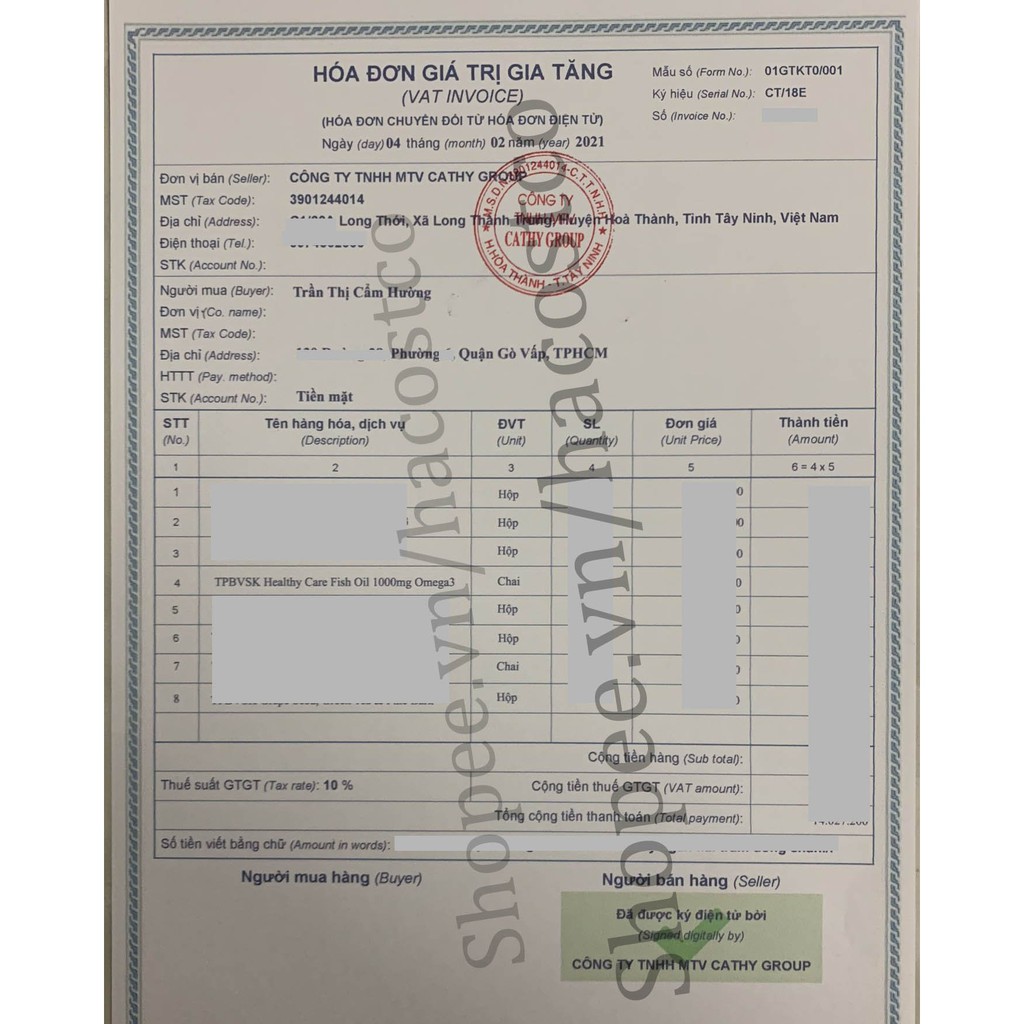 HÓA ĐƠN GIÁ TRỊ GIA TĂNG
(VAT INVOICE)
(HÓA ĐƠN CHUYỂN ĐỔI TỪ HÓA ĐƠN ĐIỆN TỬ)
Ngày (day) 04 tháng (month) 02 năm (year) 2021
Mẫu số (Form No.): 01GTKT0/001
Ký hiệu (Serial No.): CT/18E
Số (Invoice No.):
Đơn vị bán (Seller): CÔNG TY TNHH MTV CATHY GROUP
MST (Tax Code): 3901244014
Địa chỉ (Address): Long Thới, Xã Long Thành Trung, Huyện Hoà Thành, Tỉnh Tây Ninh, Việt Nam
Điện thoại (Tel.):
STK (Account No.):
M.S.D.N:3901244014-C.T.T.N.H.H
CÔNG TY
CATHY GROUP
H.HÒA THÀNH - T.TÂY NINH
Người mua (Buyer): Trần Thị Cẩm Hường
Đơn vị (Co. name):
MST (Tax Code):
Địa chỉ (Address): Phường Quận Gò Vấp, TPHCM
HTTT (Pay. method):
STK (Account No.): Tiền mặt
STT Tên hàng hóa, dịch vụ ĐVT SL Đơn giá Thành tiền
(No.) (Description) (Unit) (Quantity) (Unit Price) (Amount)
1 2 3 4 5 6 = 4 x 5
1 Hộp
2 Hộp
3 Hộp
4 TPBVSK Healthy Care Fish Oil 1000mg Omega3 Chai
5 Hộp
6 Hộp
7 Chai
8 Hộp
Cộng tiền hàng (Sub total):
Thuế suất GTGT (Tax rate): 10 % Cộng tiền thuế GTGT (VAT amount):
Tổng cộng tiền thanh toán (Total payment):
Số tiền viết bằng chữ (Amount in words):
Người mua hàng (Buyer) Người bán hàng (Seller)
Đã được ký điện tử bởi
(Signed digitally by)
CÔNG TY TNHH MTV CATHY GROUP
Shopee.vn/hacostco
Shopee.vn/hacostco